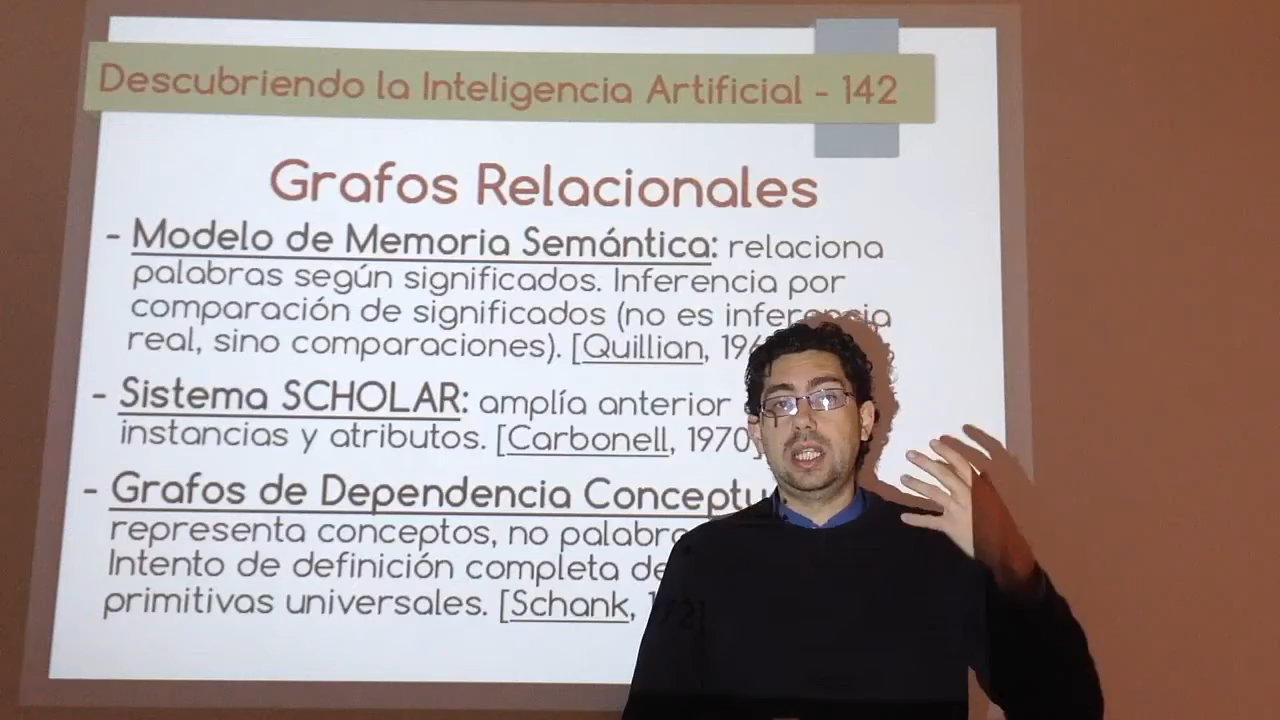 Descubriendo la Inteligencia Artificial - 142
Grafos Relacionales
- Modelo de Memoria Semántica: relaciona
palabras según significados. Inferencia por
comparación de significados (no es inferencia
real, sino comparaciones). [Quillian,
- Sistema SCHOLAR: amplía anterior
instancias y atributos. [Carbonell, 1970]
- Grafos de Dependencia
representa conceptos, no
Intento de definición completa de
primitivas universales. [Schank,